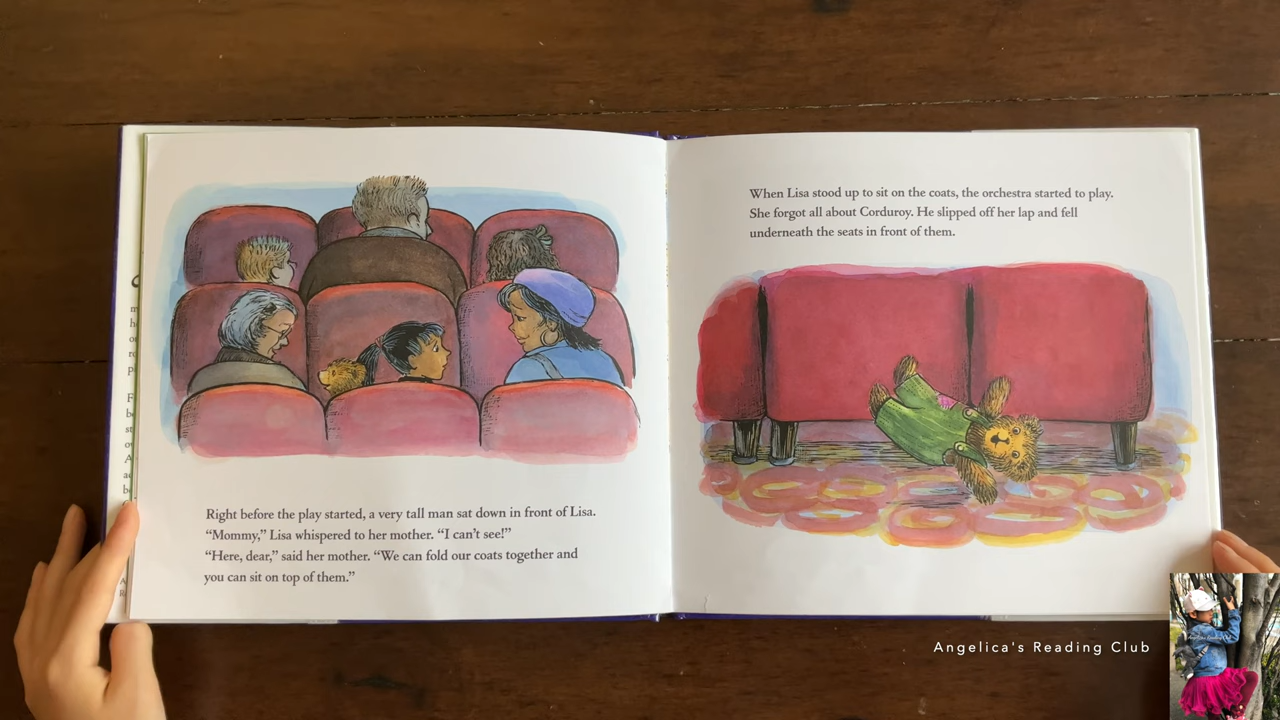 Right before the play started, a very tall man sat down in front of Lisa.
“Mommy,” Lisa whispered to her mother. “I can’t see!”
“Here, dear,” said her mother. “We can fold our coats together and
you can sit on top of them.”
When Lisa stood up to sit on the coats, the orchestra started to play.
She forgot all about Corduroy. He slipped off her lap and fell
underneath the seats in front of them.
Angelica's Reading Club